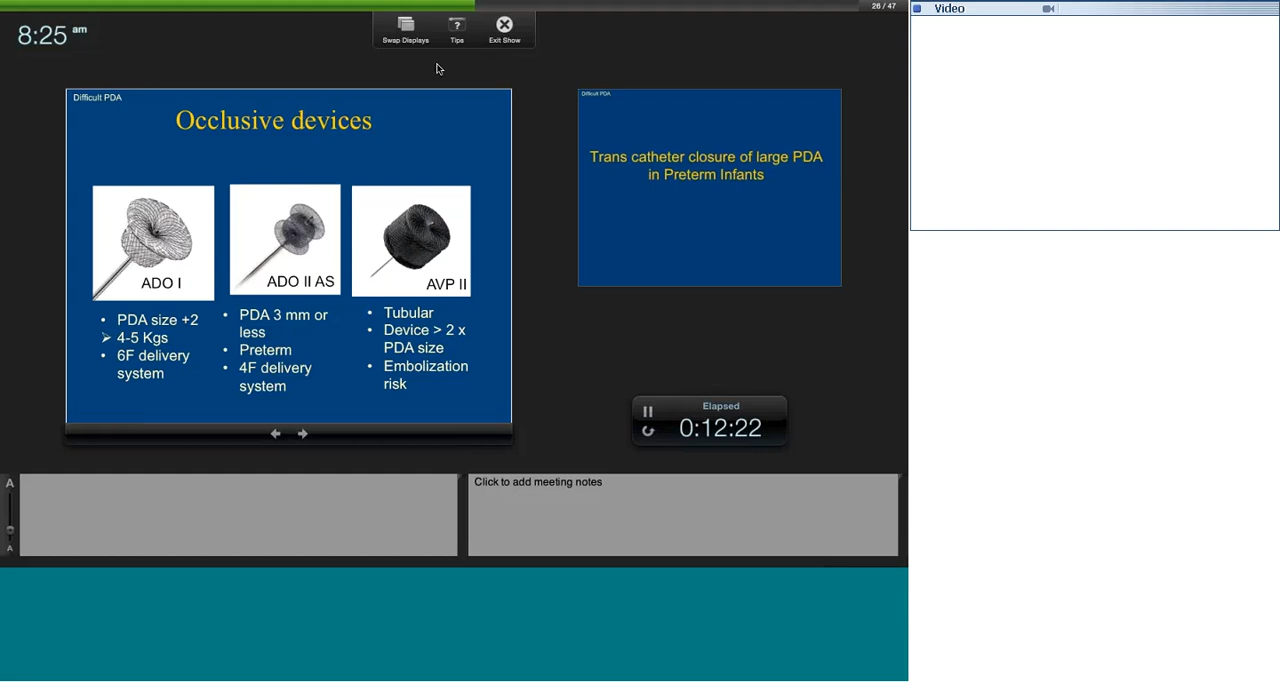 26 / 47
Video
8:25 am
Swap Displays
Tips
Exit Show
Difficult PDA
Occlusive devices
ADO I
ADO II AS
AVP II
• PDA size +2
➢ 4-5 Kgs
• 6F delivery
system
• PDA 3 mm or
less
• Preterm
• 4F delivery
system
• Tubular
• Device > 2 x
PDA size
• Embolization
risk
Difficult PDA
Trans catheter closure of large PDA
in Preterm Infants
Elapsed
0:12:22
A
A
Click to add meeting notes